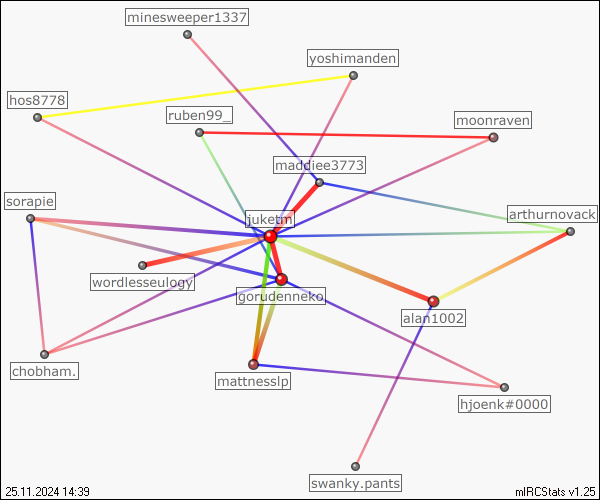 minesweeper1337
yoshimanden
hos8778
ruben99_
moonraven
maddiee3773
sorapie
juketm
arthurnovack
wordlesseulogy
gorudenneko
alan1002
chobham.
mattnesslp
hjoenk#0000
swanky.pants
25.11.2024 14:39
mIRCStats v1.25